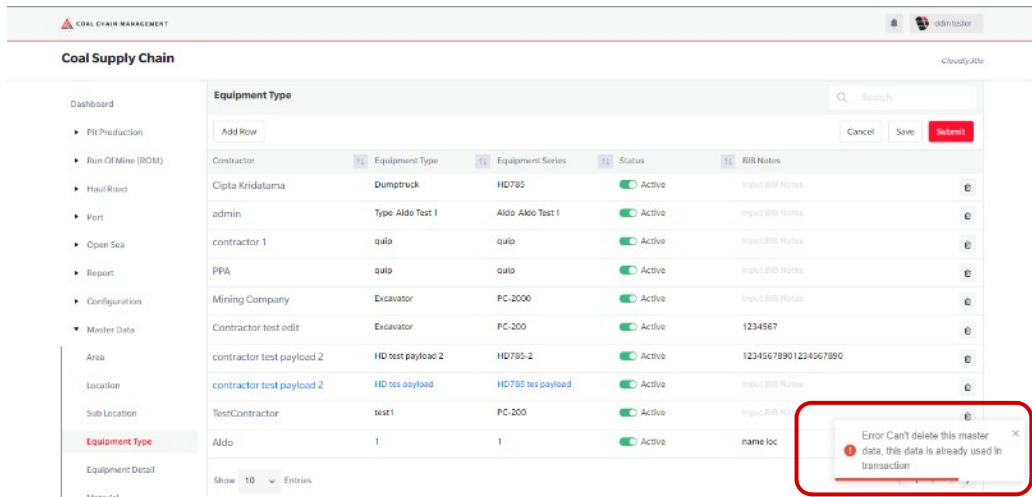 COAL CHAIN MANAGEMENT
ddm tester
Coal Supply Chain
Cloudly30o
Dashboard
Pit Production
Run Of Mine (ROM)
Haul Road
Port
Open Sea
Report
Configuration
Master Data
Area
Location
Sub Location
Equipment Type
Equipment Detail
Material
Equipment Type
Search
Add Row
Cancel Save Submit
Contractor Equipment Type Equipment Series Status BIB Notes
Cipta Kridatama Dumptruck HD785 Active Input BIB Notes
admin Type Aldo Test 1 Aldo Aldo Test 1 Active Input BIB Notes
contractor 1 quip quip Active Input BIB Notes
PPA quip quip Active Input BIB Notes
Mining Company Excavator PC-2000 Active Input BIB Notes
Contractor test edit Excavator PC-200 Active 1234567
contractor test payload 2 HD test payload 2 HD785-2 Active 12345678901234567890
contractor test payload 2 HD tes payload HD785 tes payload Active Input BIB Notes
TestContractor test1 PC-200 Active Input BIB
Aldo 1 1 Active name loc
Show 10 Entries
Error Can't delete this master
data, this data is already used in
transaction